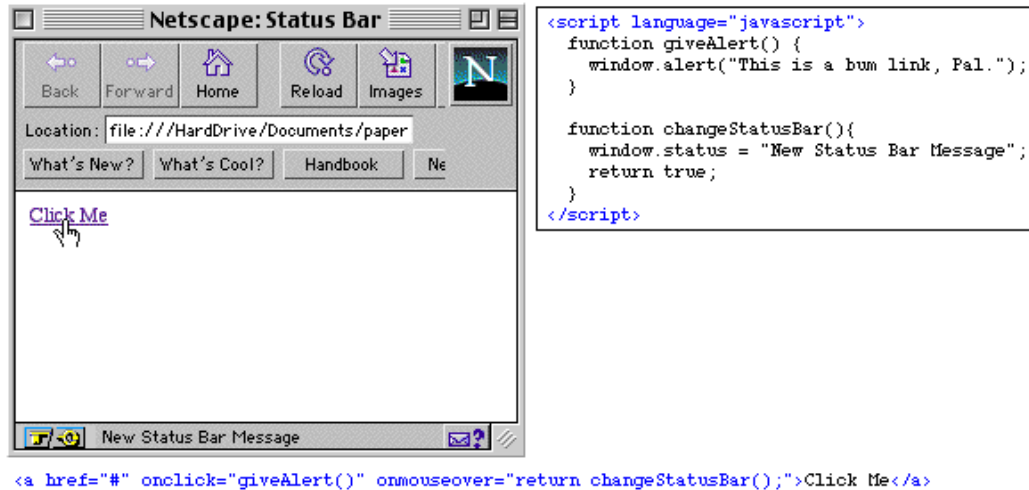 Netscape: Status Bar
Back Forward Home Reload Images N
Location: file:///HardDrive/Documents/paper
What's New? What's Cool? Handbook Ne
Click Me
New Status Bar Message ?
<script language="javascript">
function giveAlert() {
window.alert("This is a bum link, Pal.");
}
function changeStatusBar(){
window.status = "New Status Bar Message";
return true;
}
</script>
<a href="#" onclick="giveAlert()" onmouseover="return changeStatusBar();">Click Me</a>